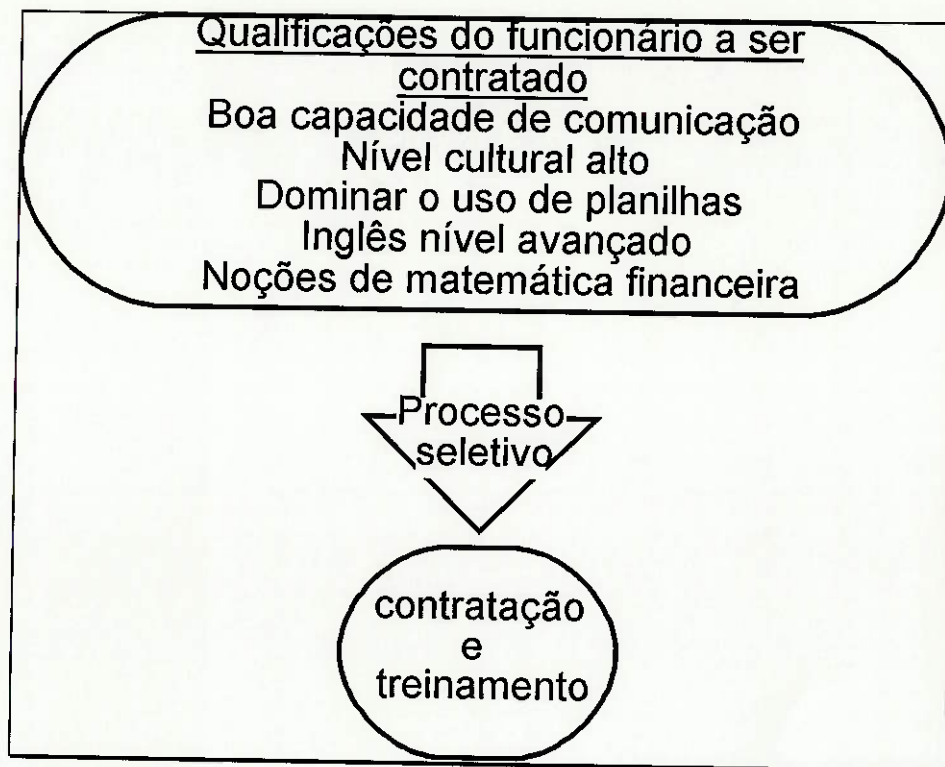 Qualificações do funcionário a ser
contratado
Boa capacidade de comunicação
Nível cultural alto
Dominar o uso de planilhas
Inglês nível avançado
Noções de matemática financeira
Processo
seletivo
contratação
e
treinamento